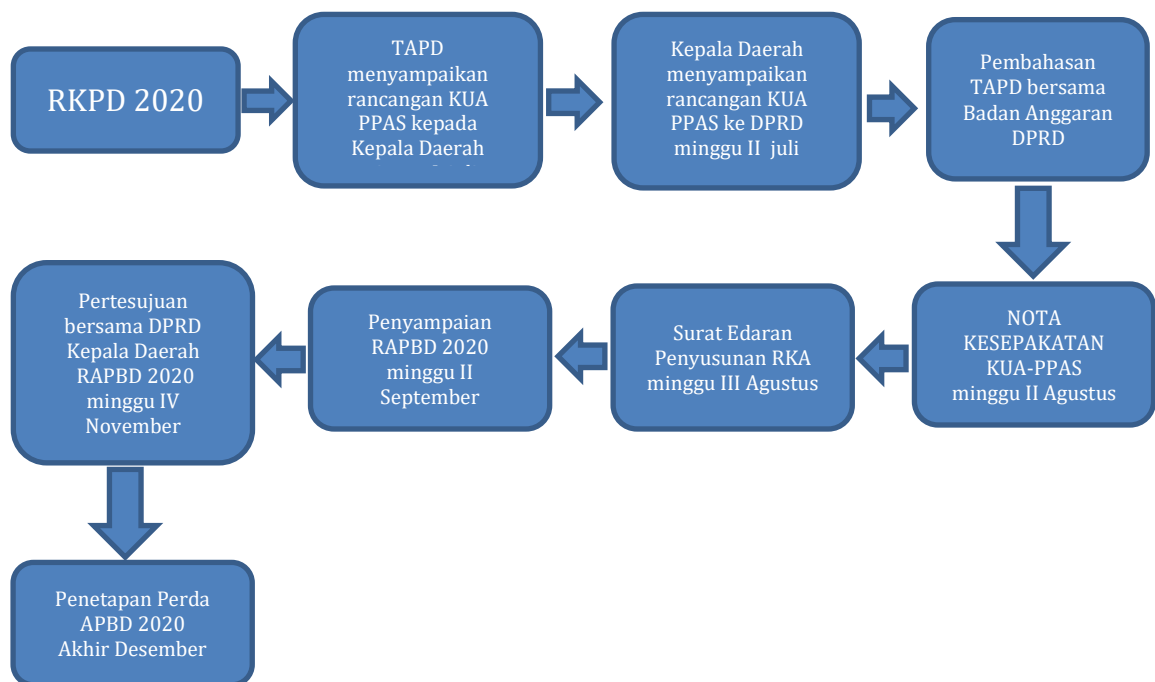 RKPD 2020
TAPD
menyampaikan
rancangan KUA
PPAS kepada
Kepala Daerah
Kepala Daerah
menyampaikan
rancangan KUA
PPAS ke DPRD
minggu II juli
Pembahasan
TAPD bersama
Badan Anggaran
DPRD
NOTA
KESEPAKATAN
KUA-PPAS
minggu II Agustus
Surat Edaran
Penyusunan RKA
minggu III Agustus
Penyampaian
RAPBD 2020
minggu II
September
Pertesujuan
bersama DPRD
Kepala Daerah
RAPBD 2020
minggu IV
November
Penetapan Perda
APBD 2020
Akhir Desember